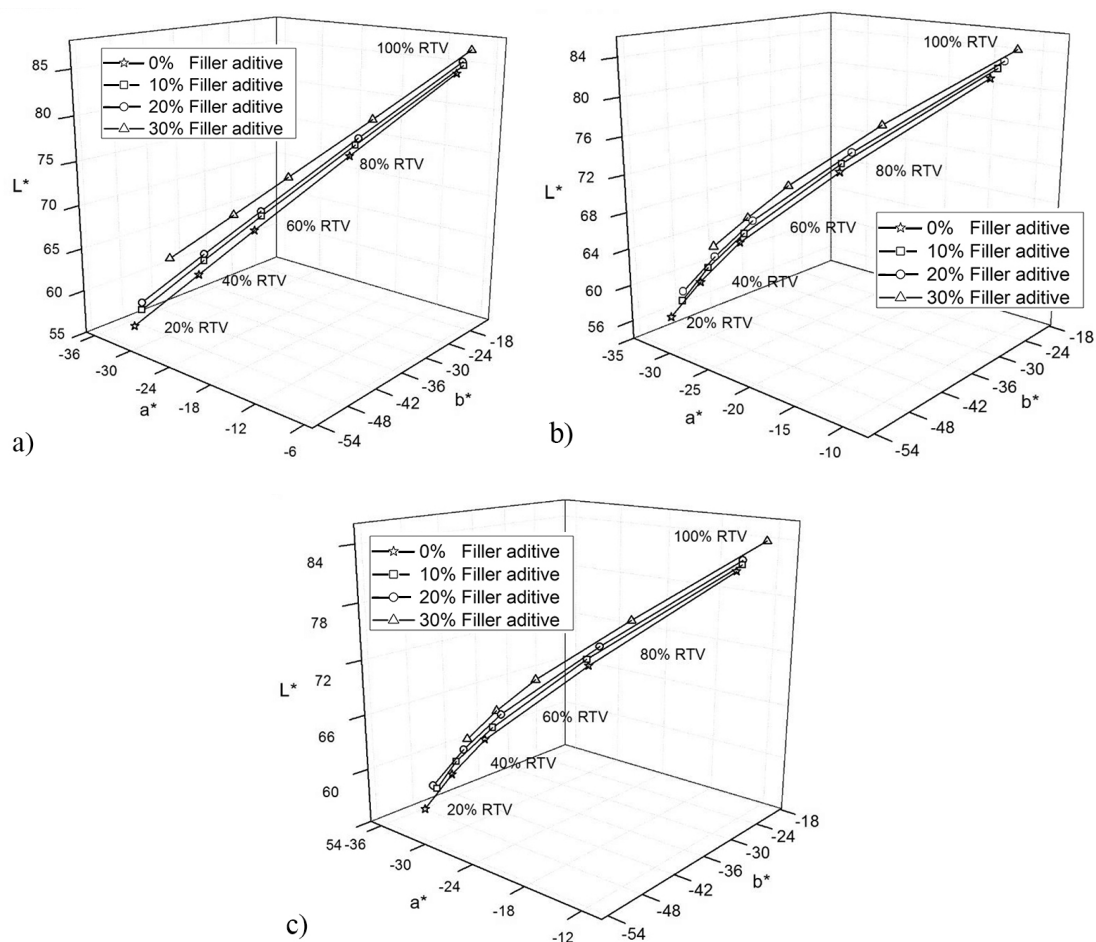 100% RTV
0% Filler aditive
10% Filler aditive
20% Filler aditive
30% Filler aditive
80% RTV
60% RTV
40% RTV
20% RTV
L*
85
80
75
70
65
60
55
-36
-30
-24
-18
-12
-6
a*
-54
-48
-42
-36
-30
-24
-18
b*
a)
100% RTV
80% RTV
0% Filler aditive
10% Filler aditive
20% Filler aditive
30% Filler aditive
60% RTV
40% RTV
20% RTV
L*
84
80
76
72
68
64
60
56
-35
-30
-25
-20
-15
-10
a*
-54
-48
-42
-36
-30
-24
-18
b*
b)
100% RTV
0% Filler aditive
10% Filler aditive
20% Filler aditive
30% Filler aditive
80% RTV
60% RTV
40% RTV
20% RTV
L*
84
78
72
66
60
54
-36
-30
-24
-18
-12
a*
-54
-48
-42
-36
-30
-24
-18
b*
c)